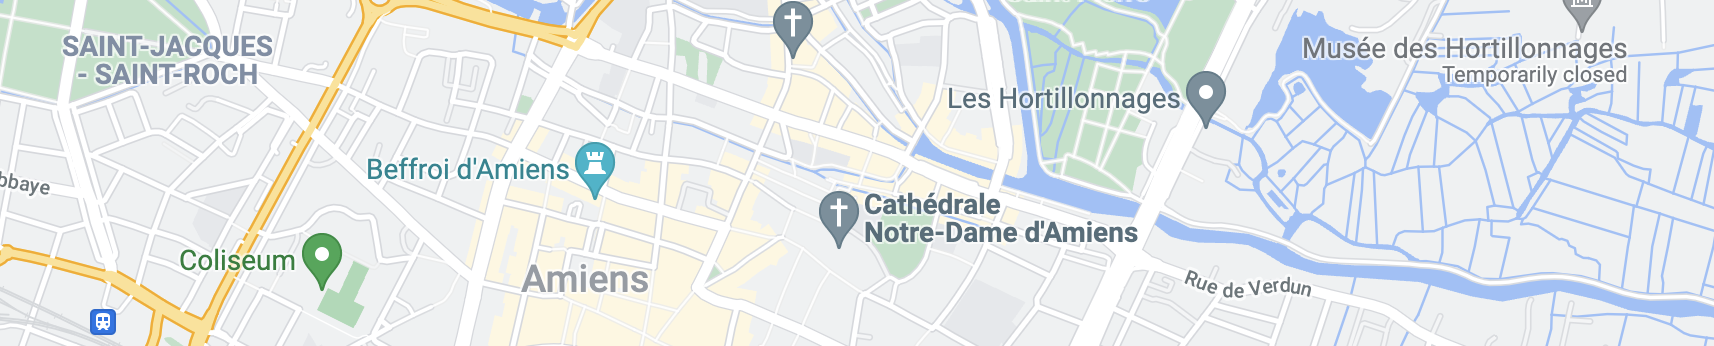 SAINT-JACQUES
- SAINT-ROCH
Musée des Hortillonnages
Temporarily closed
Les Hortillonnages
Beffroi d'Amiens
Cathédrale
Notre-Dame d'Amiens
Coliseum
Amiens
Rue de Verdun